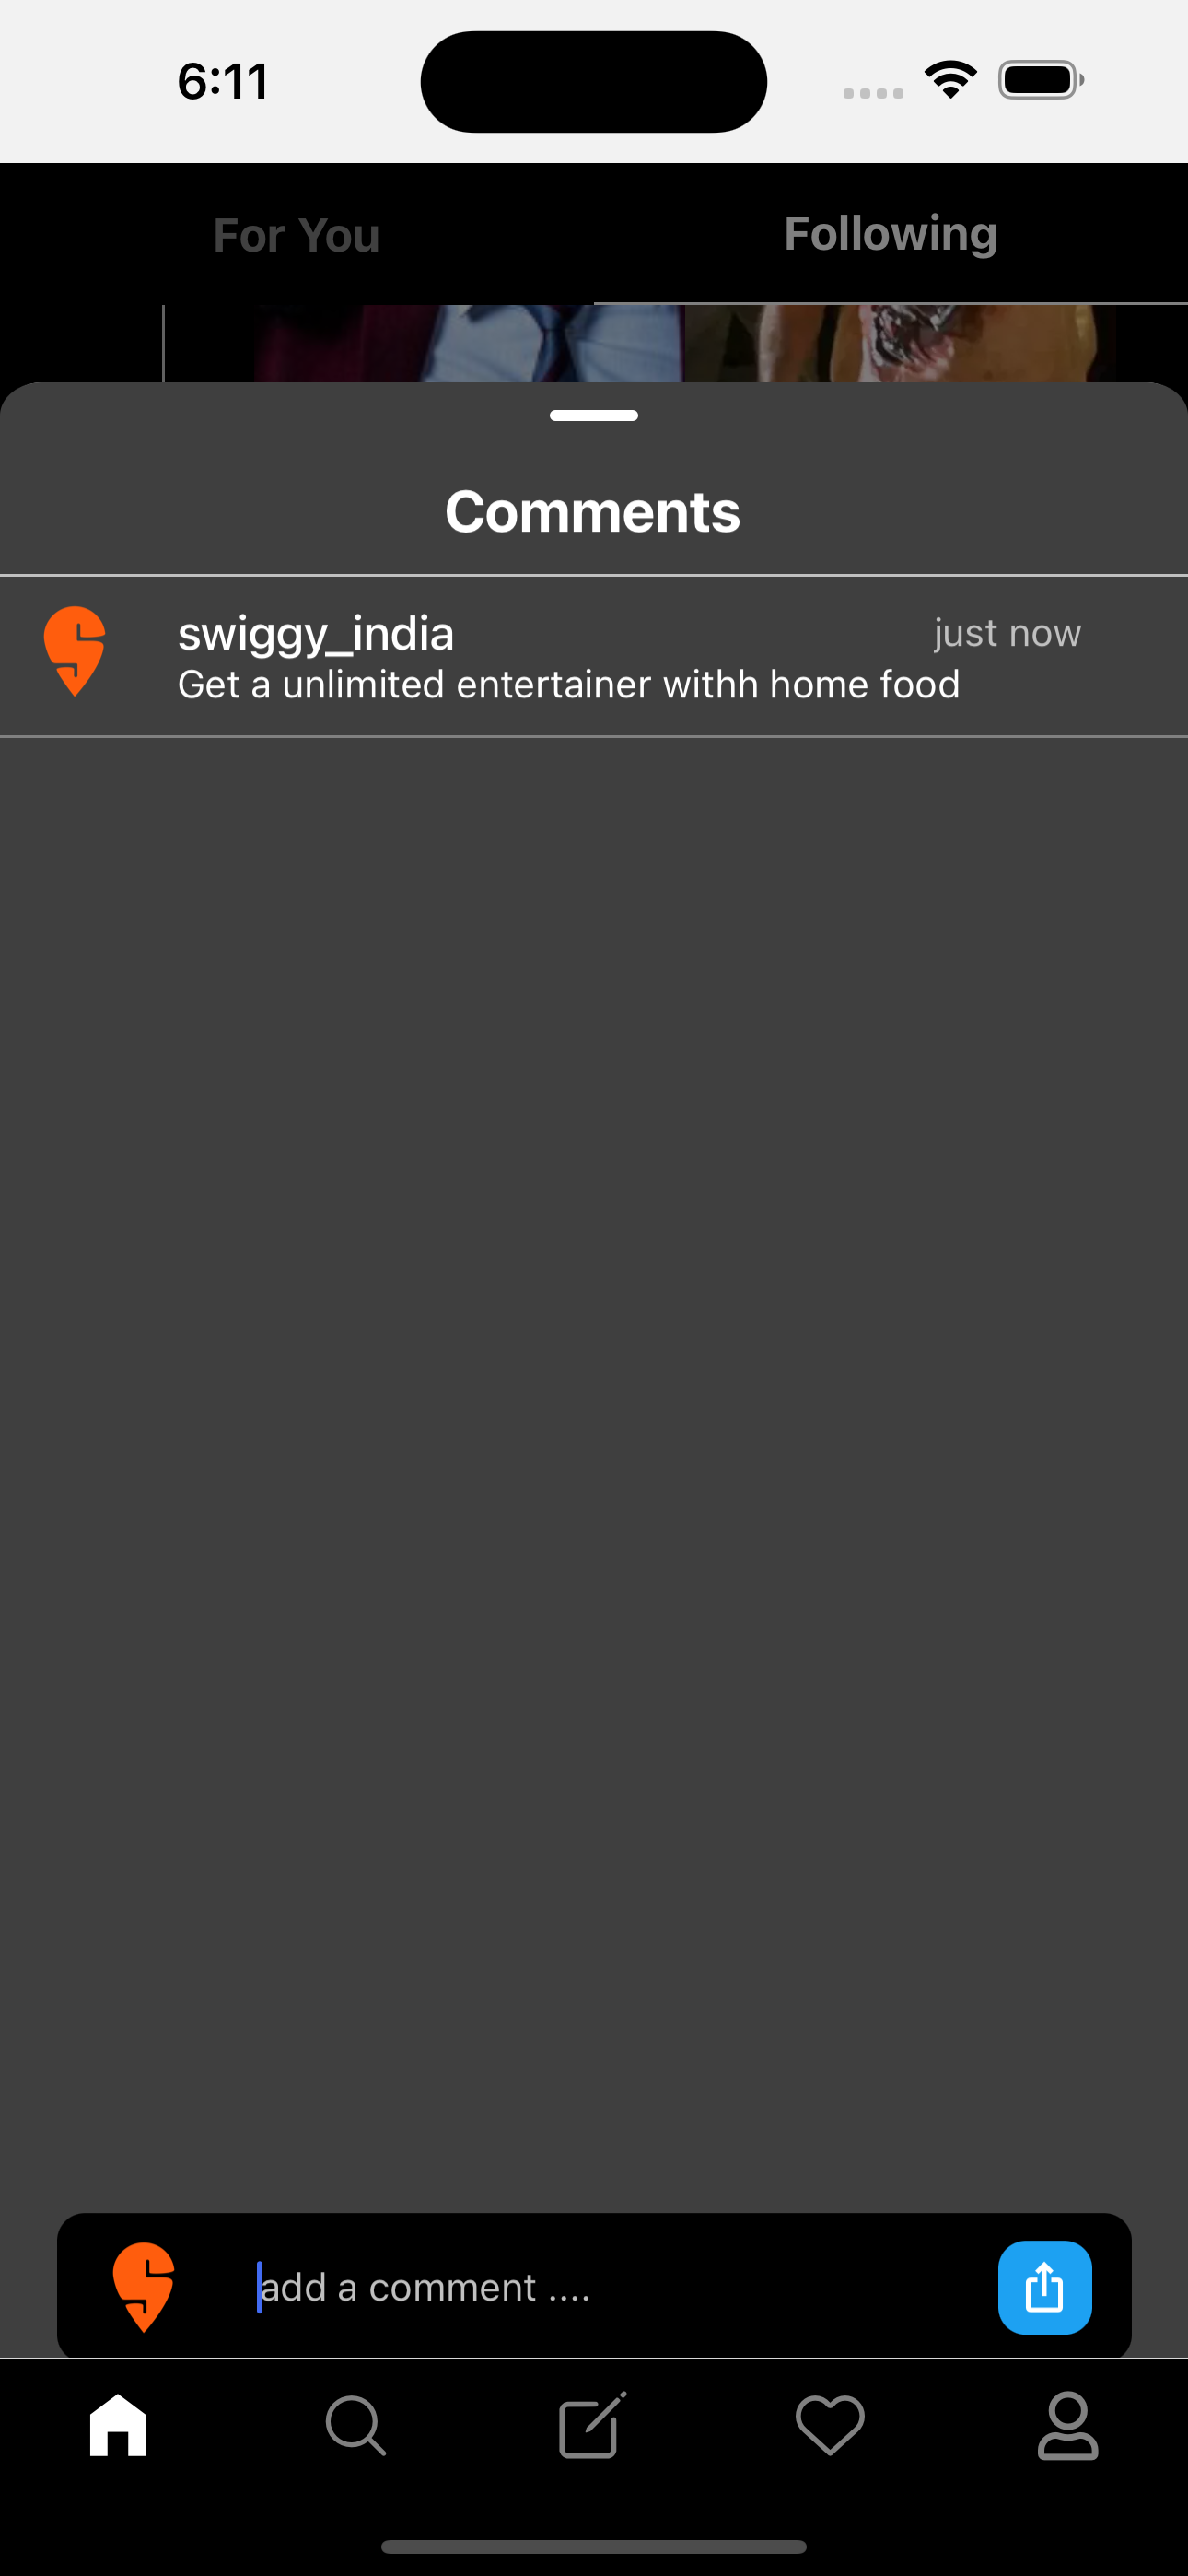 6:11
For You
Following
Comments
swiggy_india
just now
Get a unlimited entertainer withh home food
add a comment ....